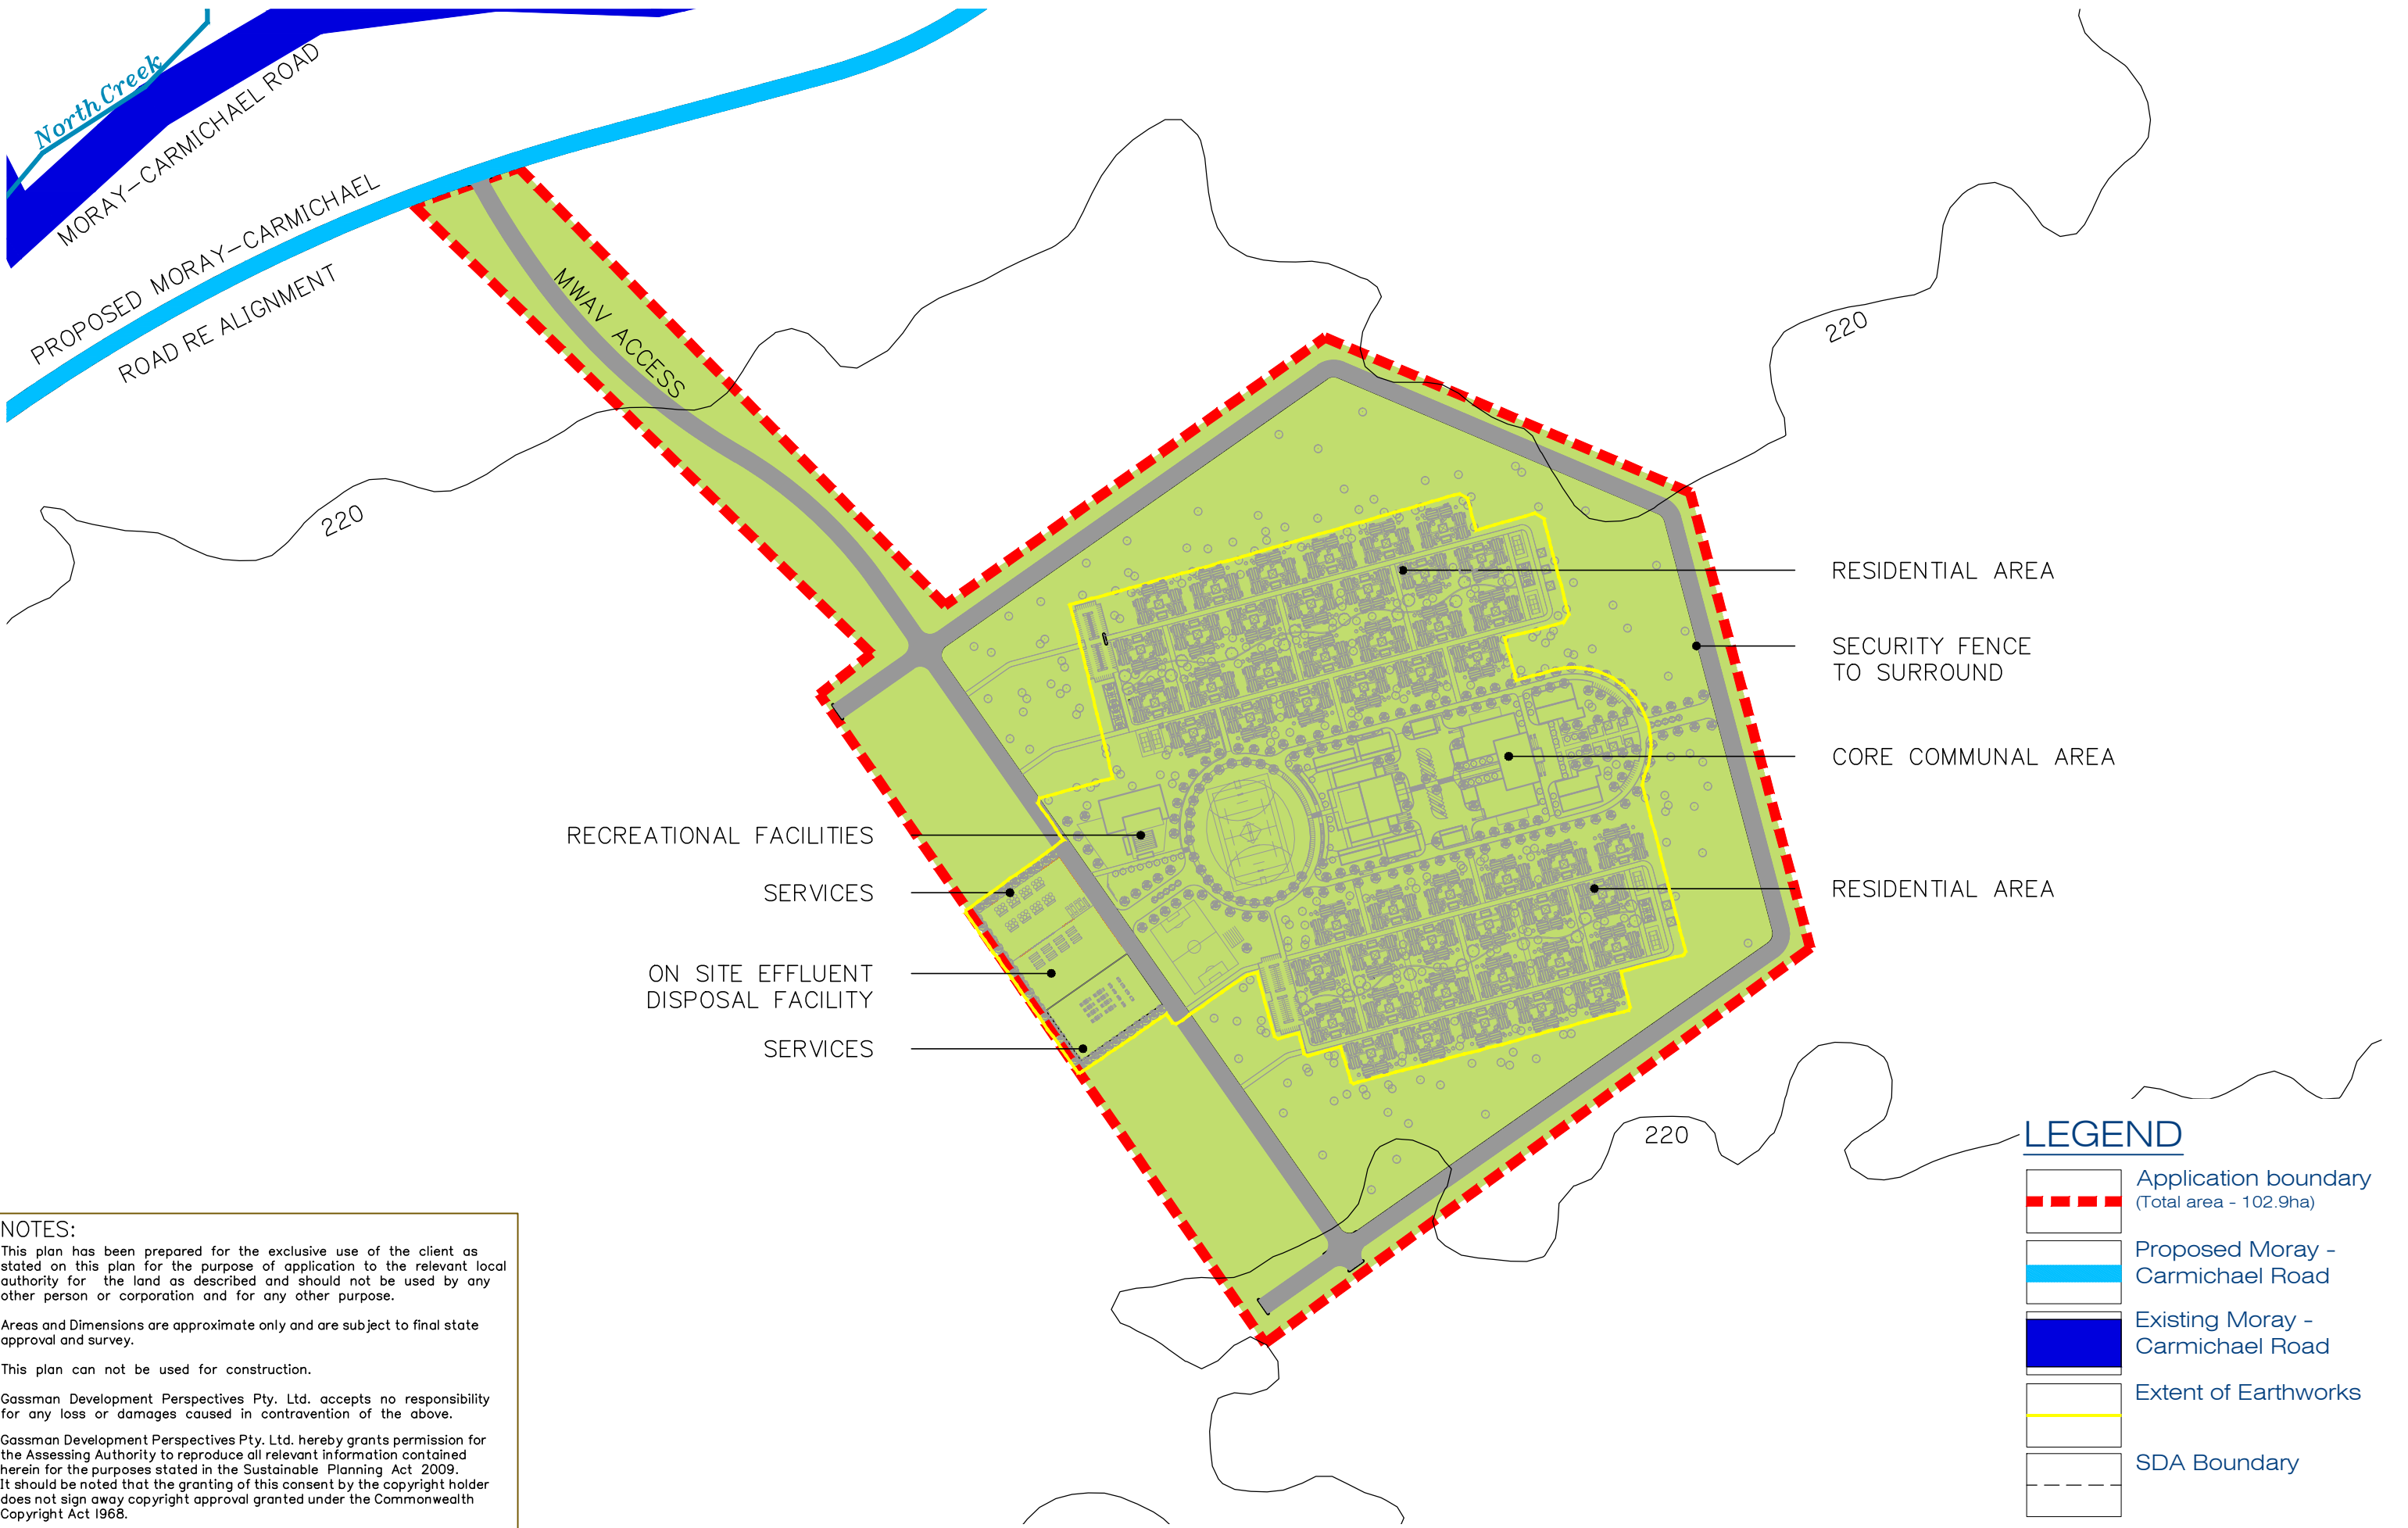 North Creek
MORAY-CARMICHAEL ROAD
PROPOSED MORAY-CARMICHAEL
ROAD RE ALIGNMENT
MWAV ACCESS
220
220
RESIDENTIAL AREA
SECURITY FENCE
TO SURROUND
CORE COMMUNAL AREA
RECREATIONAL FACILITIES
SERVICES
RESIDENTIAL AREA
ON SITE EFFLUENT
DISPOSAL FACILITY
SERVICES
220
LEGEND
Application boundary
(Total area - 102.9ha)
Proposed Moray -
Carmichael Road
Existing Moray -
Carmichael Road
Extent of Earthworks
SDA Boundary
NOTES:
This plan has been prepared for the exclusive use of the client as
stated on this plan for the purpose of application to the relevant local
authority for the land as described and should not be used by any
other person or corporation and for any other purpose.
Areas and Dimensions are approximate only and are subject to final state
approval and survey.
This plan can not be used for construction.
Gassman Development Perspectives Pty. Ltd. accepts no responsibility
for any loss or damages caused in contravention of the above.
Gassman Development Perspectives Pty. Ltd. hereby grants permission for
the Assessing Authority to reproduce all relevant information contained
herein for the purposes stated in the Sustainable Planning Act 2009.
It should be noted that the granting of this consent by the copyright holder
does not sign away copyright approval granted under the Commonwealth
Copyright Act 1968.